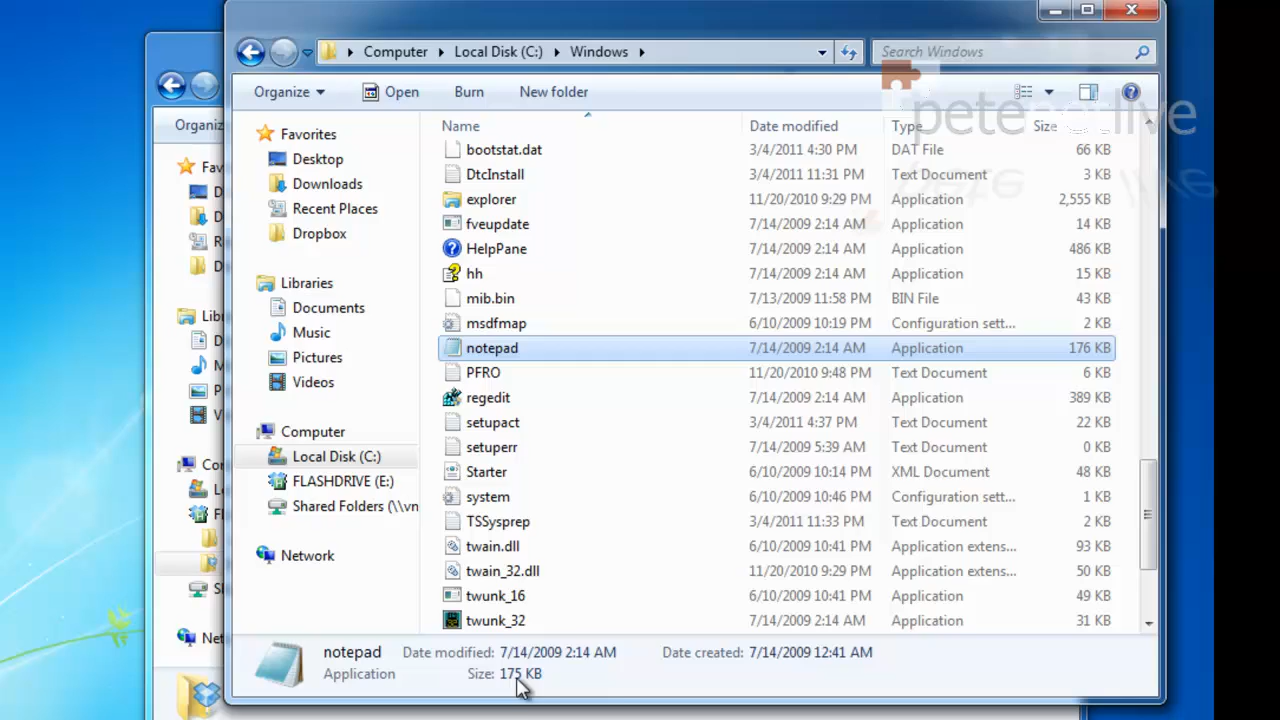 Computer Local Disk (C:) Windows
Search Windows
Organize Open Burn New folder
petenetlive
Name Date modified Type Size
bootstat.dat 3/4/2011 4:30 PM DAT File 66 KB
DtcInstall 3/4/2011 11:31 PM Text Document 3 KB
explorer 11/20/2010 9:29 PM Application 2,555 KB
fveupdate 7/14/2009 2:14 AM Application 14 KB
HelpPane 7/14/2009 2:14 AM Application 486 KB
hh 7/14/2009 2:14 AM Application 15 KB
mib.bin 7/13/2009 11:58 PM BIN File 43 KB
msdfmap 6/10/2009 10:19 PM Configuration sett... 2 KB
notepad 7/14/2009 2:14 AM Application 176 KB
PFRO 11/20/2010 9:48 PM Text Document 6 KB
regedit 7/14/2009 2:14 AM Application 389 KB
setupact 3/4/2011 4:37 PM Text Document 22 KB
setuperr 7/14/2009 5:39 AM Text Document 0 KB
Starter 6/10/2009 10:14 PM XML Document 48 KB
system 6/10/2009 10:46 PM Configuration sett... 1 KB
TSSysprep 3/4/2011 11:33 PM Text Document 2 KB
twain.dll 6/10/2009 10:41 PM Application extens... 93 KB
twain_32.dll 11/20/2010 9:29 PM Application extens... 50 KB
twunk_16 6/10/2009 10:41 PM Application 49 KB
twunk_32 7/14/2009 2:14 AM Application 31 KB
Favorites
Desktop
Downloads
Recent Places
Dropbox
Libraries
Documents
Music
Pictures
Videos
Computer
Local Disk (C:)
FLASHDRIVE (E:)
Shared Folders (\\vn
Network
notepad Date modified: 7/14/2009 2:14 AM Date created: 7/14/2009 12:41 AM
Application Size: 175 KB
Organiz
Fav
D
D
R
D
Lib
D
M
P
V
Co
L
F
S
Net